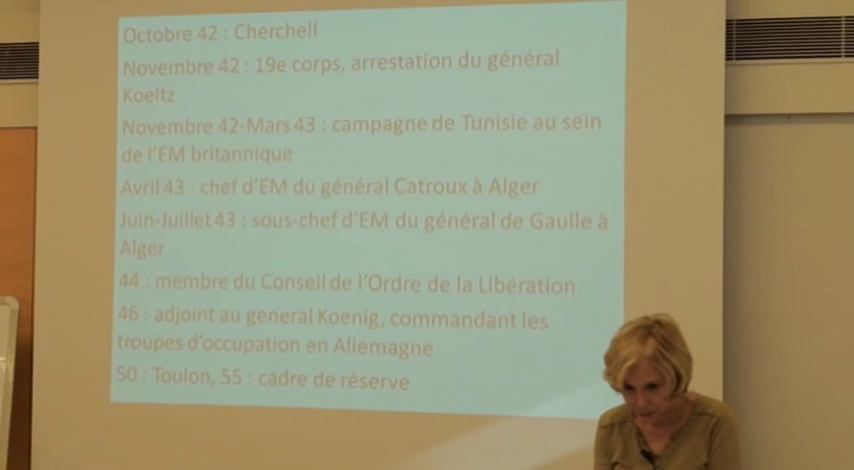 Octobre 42 : Cherchell
Novembre 42 : 19e corps, arrestation du général
Koeltz
Novembre 42-Mars 43 : campagne de Tunisie au sein
de l'EM britannique
Avril 43 : chef d'EM du général Catroux à Alger
Juin-Juillet 43 : sous-chef d'EM du général de Gaulle à
Alger
44 : membre du Conseil de l'Ordre de la Libération
46 : adjoint au general Koenig, commandant les
troupes d'occupation en Allemagne
50 : Toulon, 55 : cadre de réserve